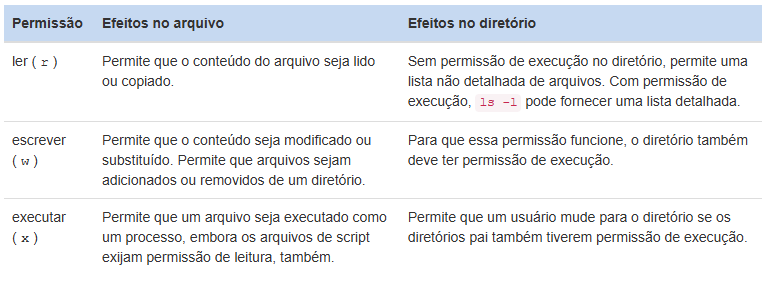 Permissão Efeitos no arquivo Efeitos no diretório
ler ( r ) Permite que o conteúdo do arquivo seja lido
ou copiado.
Sem permissão de execução no diretório, permite uma
lista não detalhada de arquivos. Com permissão de
execução, ls -l pode fornecer uma lista detalhada.
escrever
( w )
Permite que o conteúdo seja modificado ou
substituído. Permite que arquivos sejam
adicionados ou removidos de um diretório.
Para que essa permissão funcione, o diretório também
deve ter permissão de execução.
executar
( x )
Permite que um arquivo seja executado como
um processo, embora os arquivos de script
exijam permissão de leitura, também.
Permite que um usuário mude para o diretório se os
diretórios pai também tiverem permissão de execução.